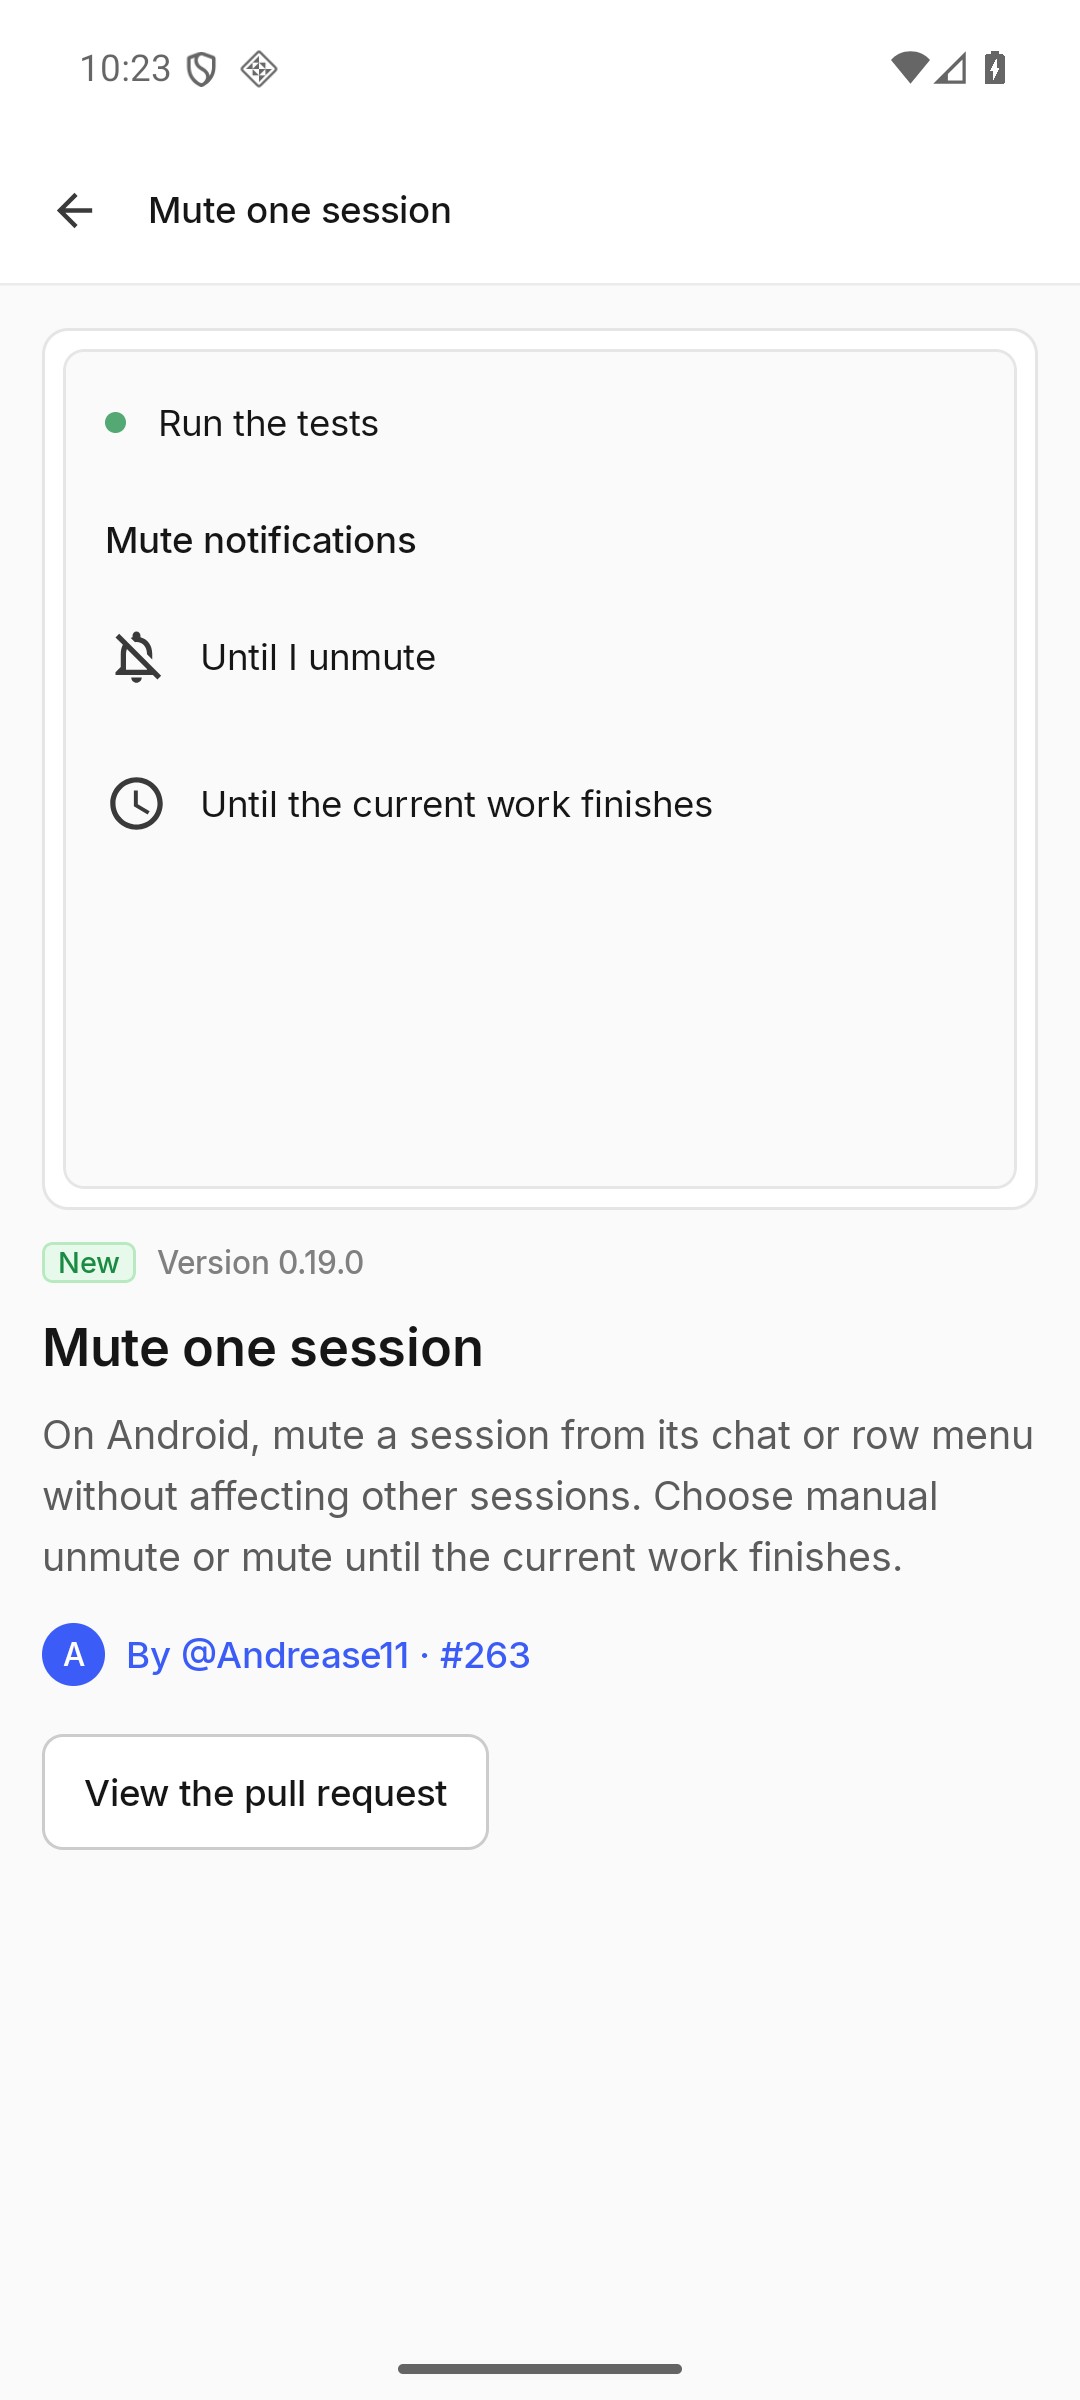 10:23
Mute one session
Run the tests
Mute notifications
Until I unmute
Until the current work finishes
New Version 0.19.0
Mute one session
On Android, mute a session from its chat or row menu
without affecting other sessions. Choose manual
unmute or mute until the current work finishes.
A By @Andrease11 · #263
View the pull request